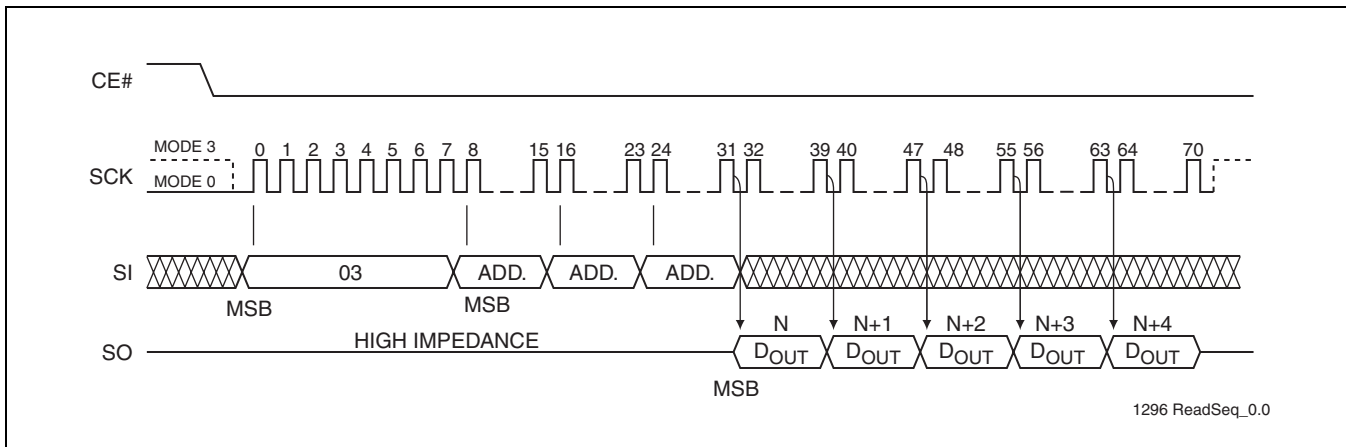 CE#
MODE 3
0 1 2 3 4 5 6 7 8 15 16 23 24 31 32 39 40 47 48 55 56 63 64 70
SCK
MODE 0
SI 03 ADD. ADD. ADD.
MSB MSB
N N+1 N+2 N+3 N+4
HIGH IMPEDANCE
SO DOUT DOUT DOUT DOUT DOUT
MSB
1296 ReadSeq_0.0